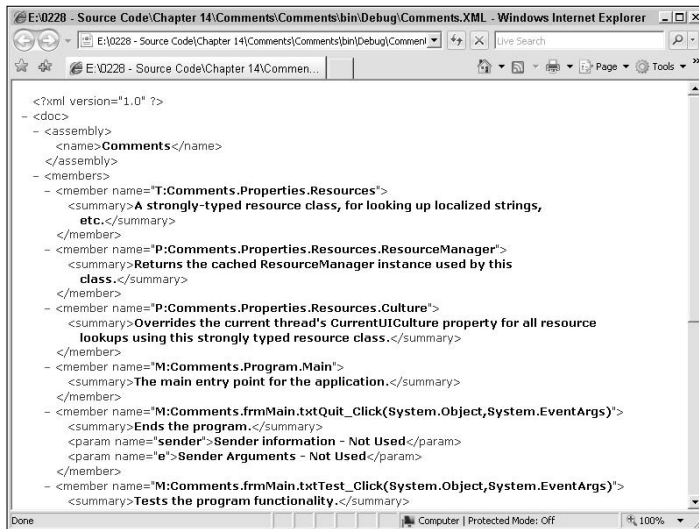 E:\0228 - Source Code\Chapter 14\Comments\Comments\bin\Debug\Comments.XML - Windows Internet Explorer
E:\0228 - Source Code\Chapter 14\Comments\Comments\bin\Debug\Comment
Live Search
E:\0228 - Source Code\Chapter 14\Commen...
Page Tools »
<?xml version="1.0" ?>
- <doc>
- <assembly>
<name>Comments</name>
</assembly>
- <members>
- <member name="T:Comments.Properties.Resources">
<summary>A strongly-typed resource class, for looking up localized strings,
etc.</summary>
</member>
- <member name="P:Comments.Properties.Resources.ResourceManager">
<summary>Returns the cached ResourceManager instance used by this
class.</summary>
</member>
- <member name="P:Comments.Properties.Resources.Culture">
<summary>Overrides the current thread's CurrentUICulture property for all resource
lookups using this strongly typed resource class.</summary>
</member>
- <member name="M:Comments.Program.Main">
<summary>The main entry point for the application.</summary>
</member>
- <member name="M:Comments.frmMain.txtQuit_Click(System.Object,System.EventArgs)">
<summary>Ends the program.</summary>
<param name="sender">Sender information - Not Used</param>
<param name="e">Sender Arguments - Not Used</param>
</member>
- <member name="M:Comments.frmMain.txtTest_Click(System.Object,System.EventArgs)">
<summary>Tests the program functionality.</summary>
Done
Computer | Protected Mode: Off
100%